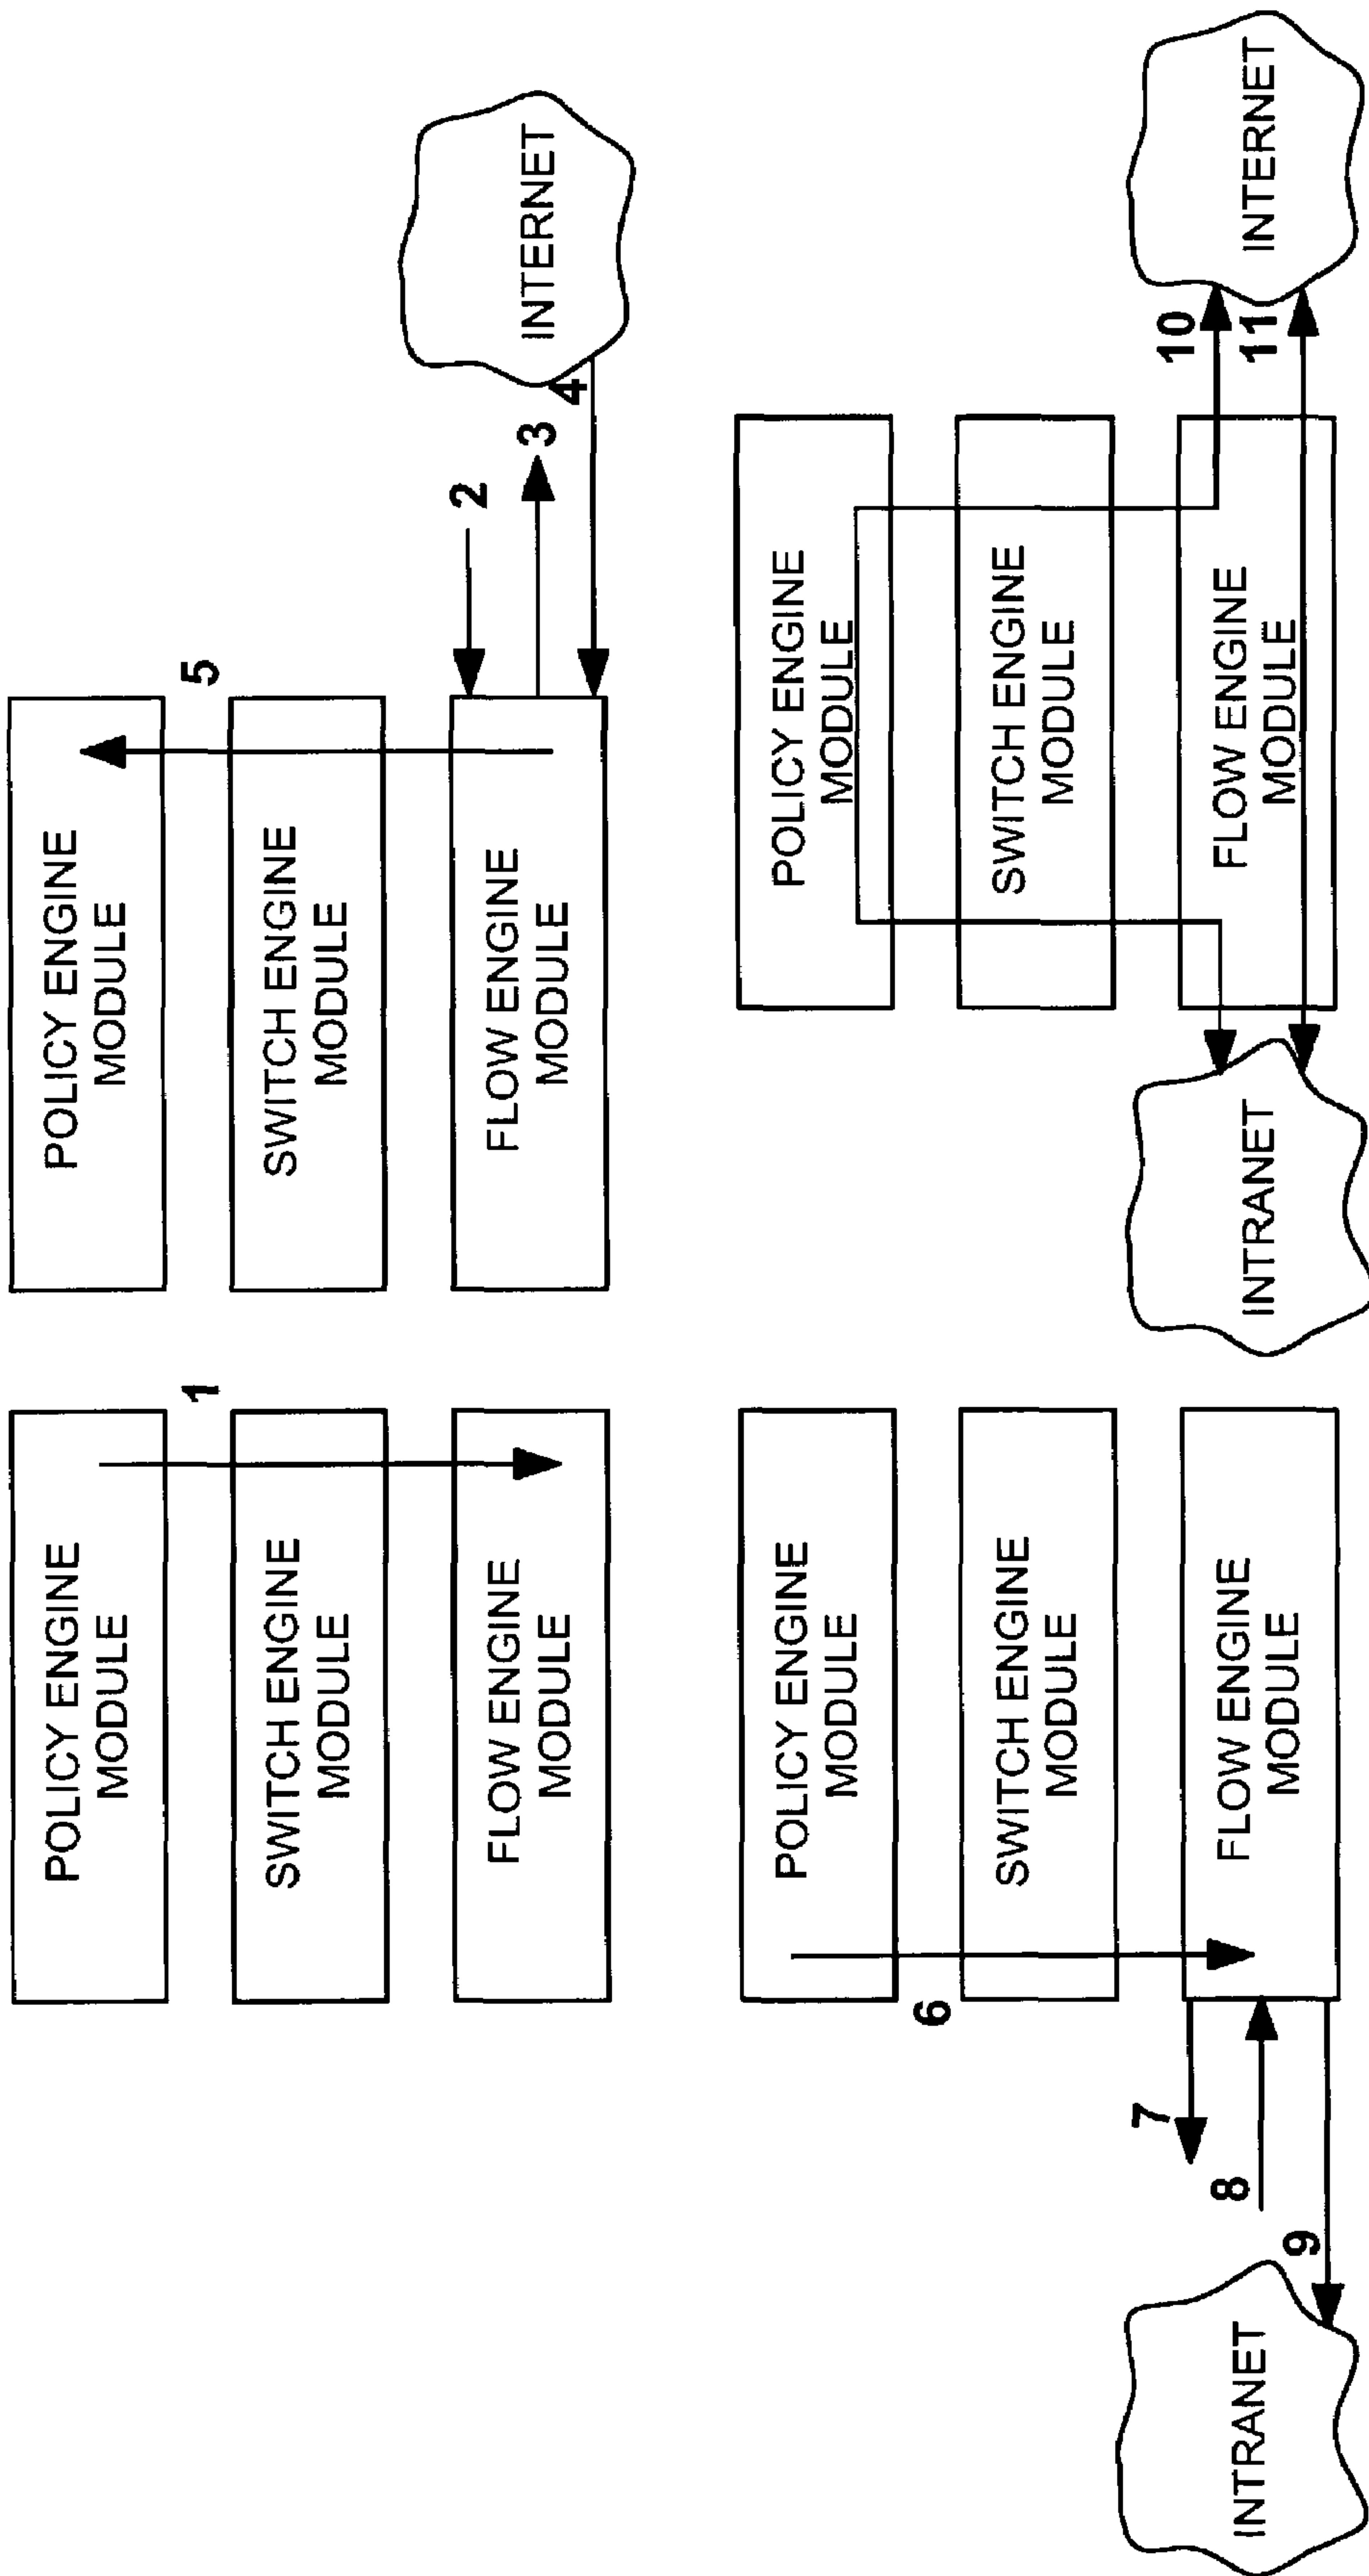 POLICY ENGINE
MODULE
1
SWITCH ENGINE
MODULE
FLOW ENGINE
MODULE
POLICY ENGINE
MODULE
5
SWITCH ENGINE
MODULE
FLOW ENGINE
MODULE
2
3
4
INTERNET
POLICY ENGINE
MODULE
6
SWITCH ENGINE
MODULE
FLOW ENGINE
MODULE
7
8
9
INTRANET
POLICY ENGINE
MODULE
SWITCH ENGINE
MODULE
FLOW ENGINE
MODULE
10
11
INTRANET
INTERNET